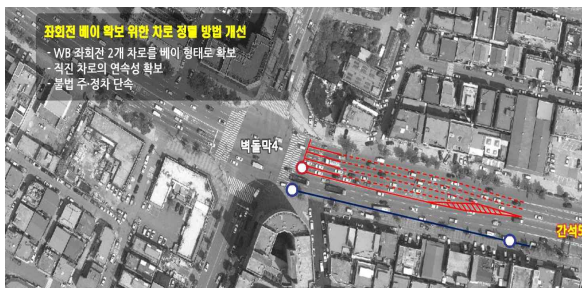 좌회전 베이 확보 위한 차로 정렬 방법 개선
- WB 좌회전 2개 차로를 베이 형태로 확보
- 직진 차로의 연속성 확보
- 불법 주·정차 단속
벽돌막4
간석